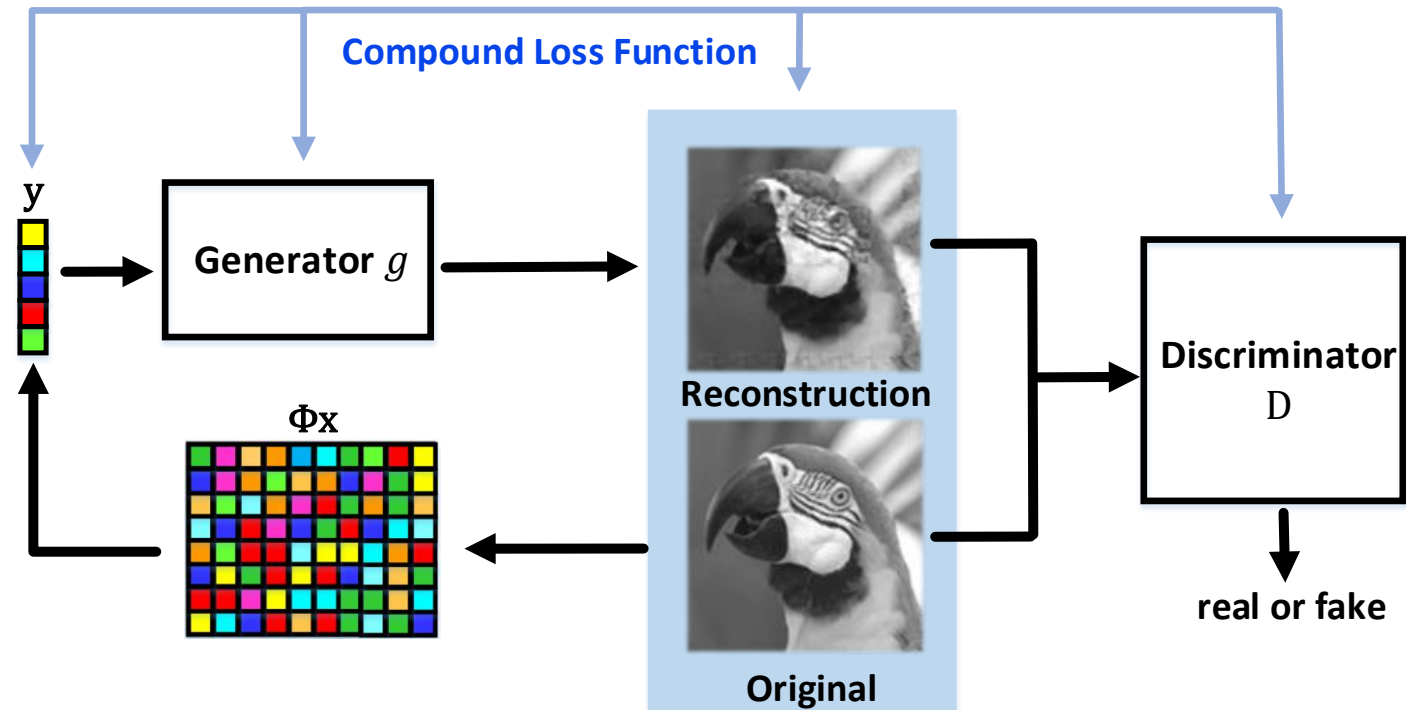 Compound Loss Function
y
Generator g
Reconstruction
Φx
Original
Discriminator
D
real or fake